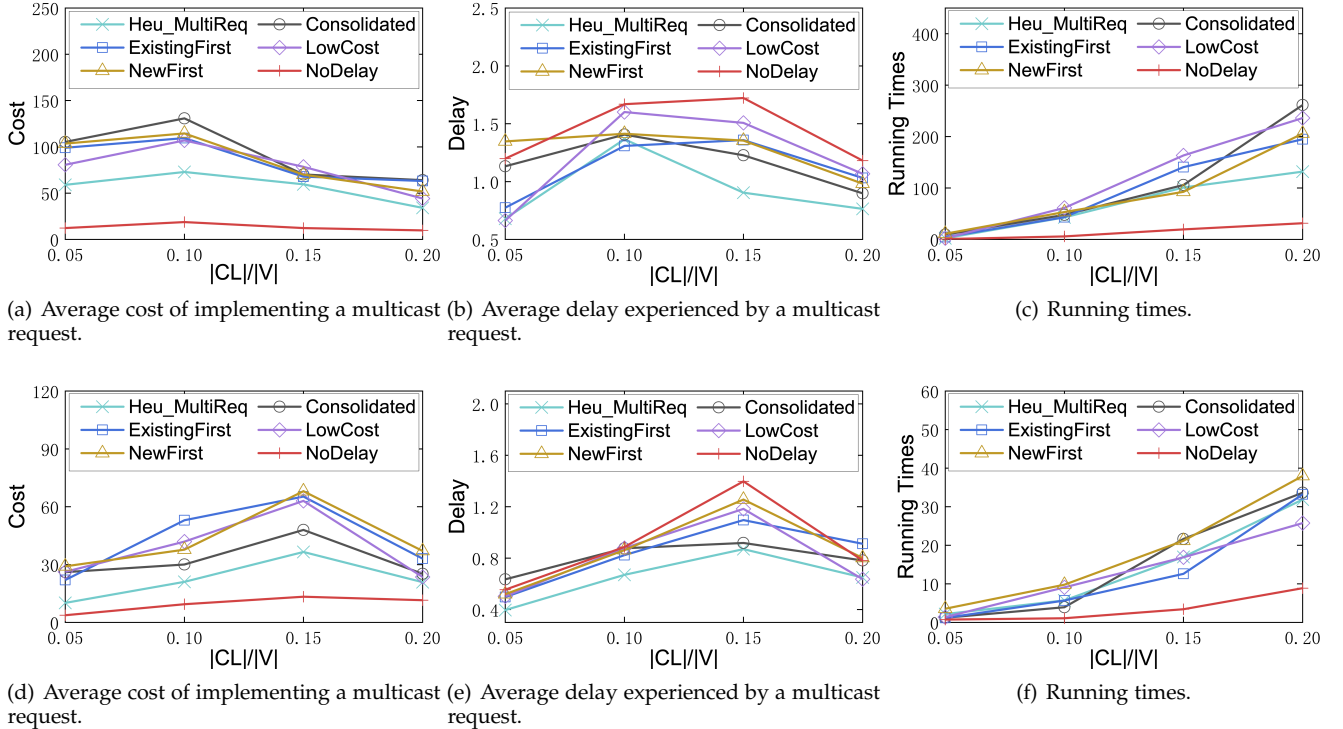 250
200
150
100
50
0
Cost
Heu_MultiReq
ExistingFirst
NewFirst
Consolidated
LowCost
NoDelay
0.05
0.10
0.15
0.20
|CL|/|V|
(a) Average cost of implementing a multicast
request.
2.5
2.0
1.5
1.0
0.5
Delay
Heu_MultiReq
ExistingFirst
NewFirst
Consolidated
LowCost
NoDelay
0.05
0.10
0.15
0.20
|CL|/|V|
(b) Average delay experienced by a multicast
request.
400
300
200
100
0
Running Times
Heu_MultiReq
ExistingFirst
NewFirst
Consolidated
LowCost
NoDelay
0.05
0.10
0.15
0.20
|CL|/|V|
(c) Running times.
120
90
60
30
0
Cost
Heu_MultiReq
ExistingFirst
NewFirst
Consolidated
LowCost
NoDelay
0.05
0.10
0.15
0.20
|CL|/|V|
(d) Average cost of implementing a multicast
request.
2.0
1.6
1.2
0.8
0.4
Delay
Heu_MultiReq
ExistingFirst
NewFirst
Consolidated
LowCost
NoDelay
0.05
0.10
0.15
0.20
|CL|/|V|
(e) Average delay experienced by a multicast
request.
60
50
40
30
20
10
0
Running Times
Heu_MultiReq
ExistingFirst
NewFirst
Consolidated
LowCost
NoDelay
0.05
0.10
0.15
0.20
|CL|/|V|
(f) Running times.